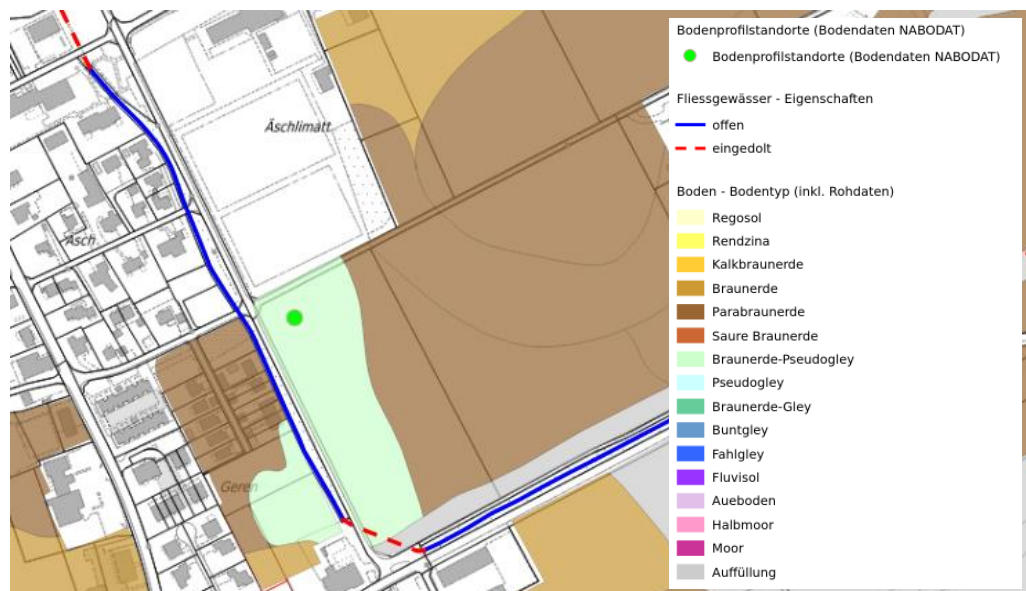 Bodenprofilstandorte (Bodendaten NABODAT)
Bodenprofilstandorte (Bodendaten NABODAT)
Fliessgewässer - Eigenschaften
offen
eingedolt
Boden - Bodentyp (inkl. Rohdaten)
Regosol
Rendzina
Kalkbraunerde
Braunerde
Parabraunerde
Saure Braunerde
Braunerde-Pseudogley
Pseudogley
Braunerde-Gley
Buntgley
Fahlgley
Fluvisol
Aueboden
Halbmoor
Moor
Auffüllung
Äschlimatt
Äsch
Geren